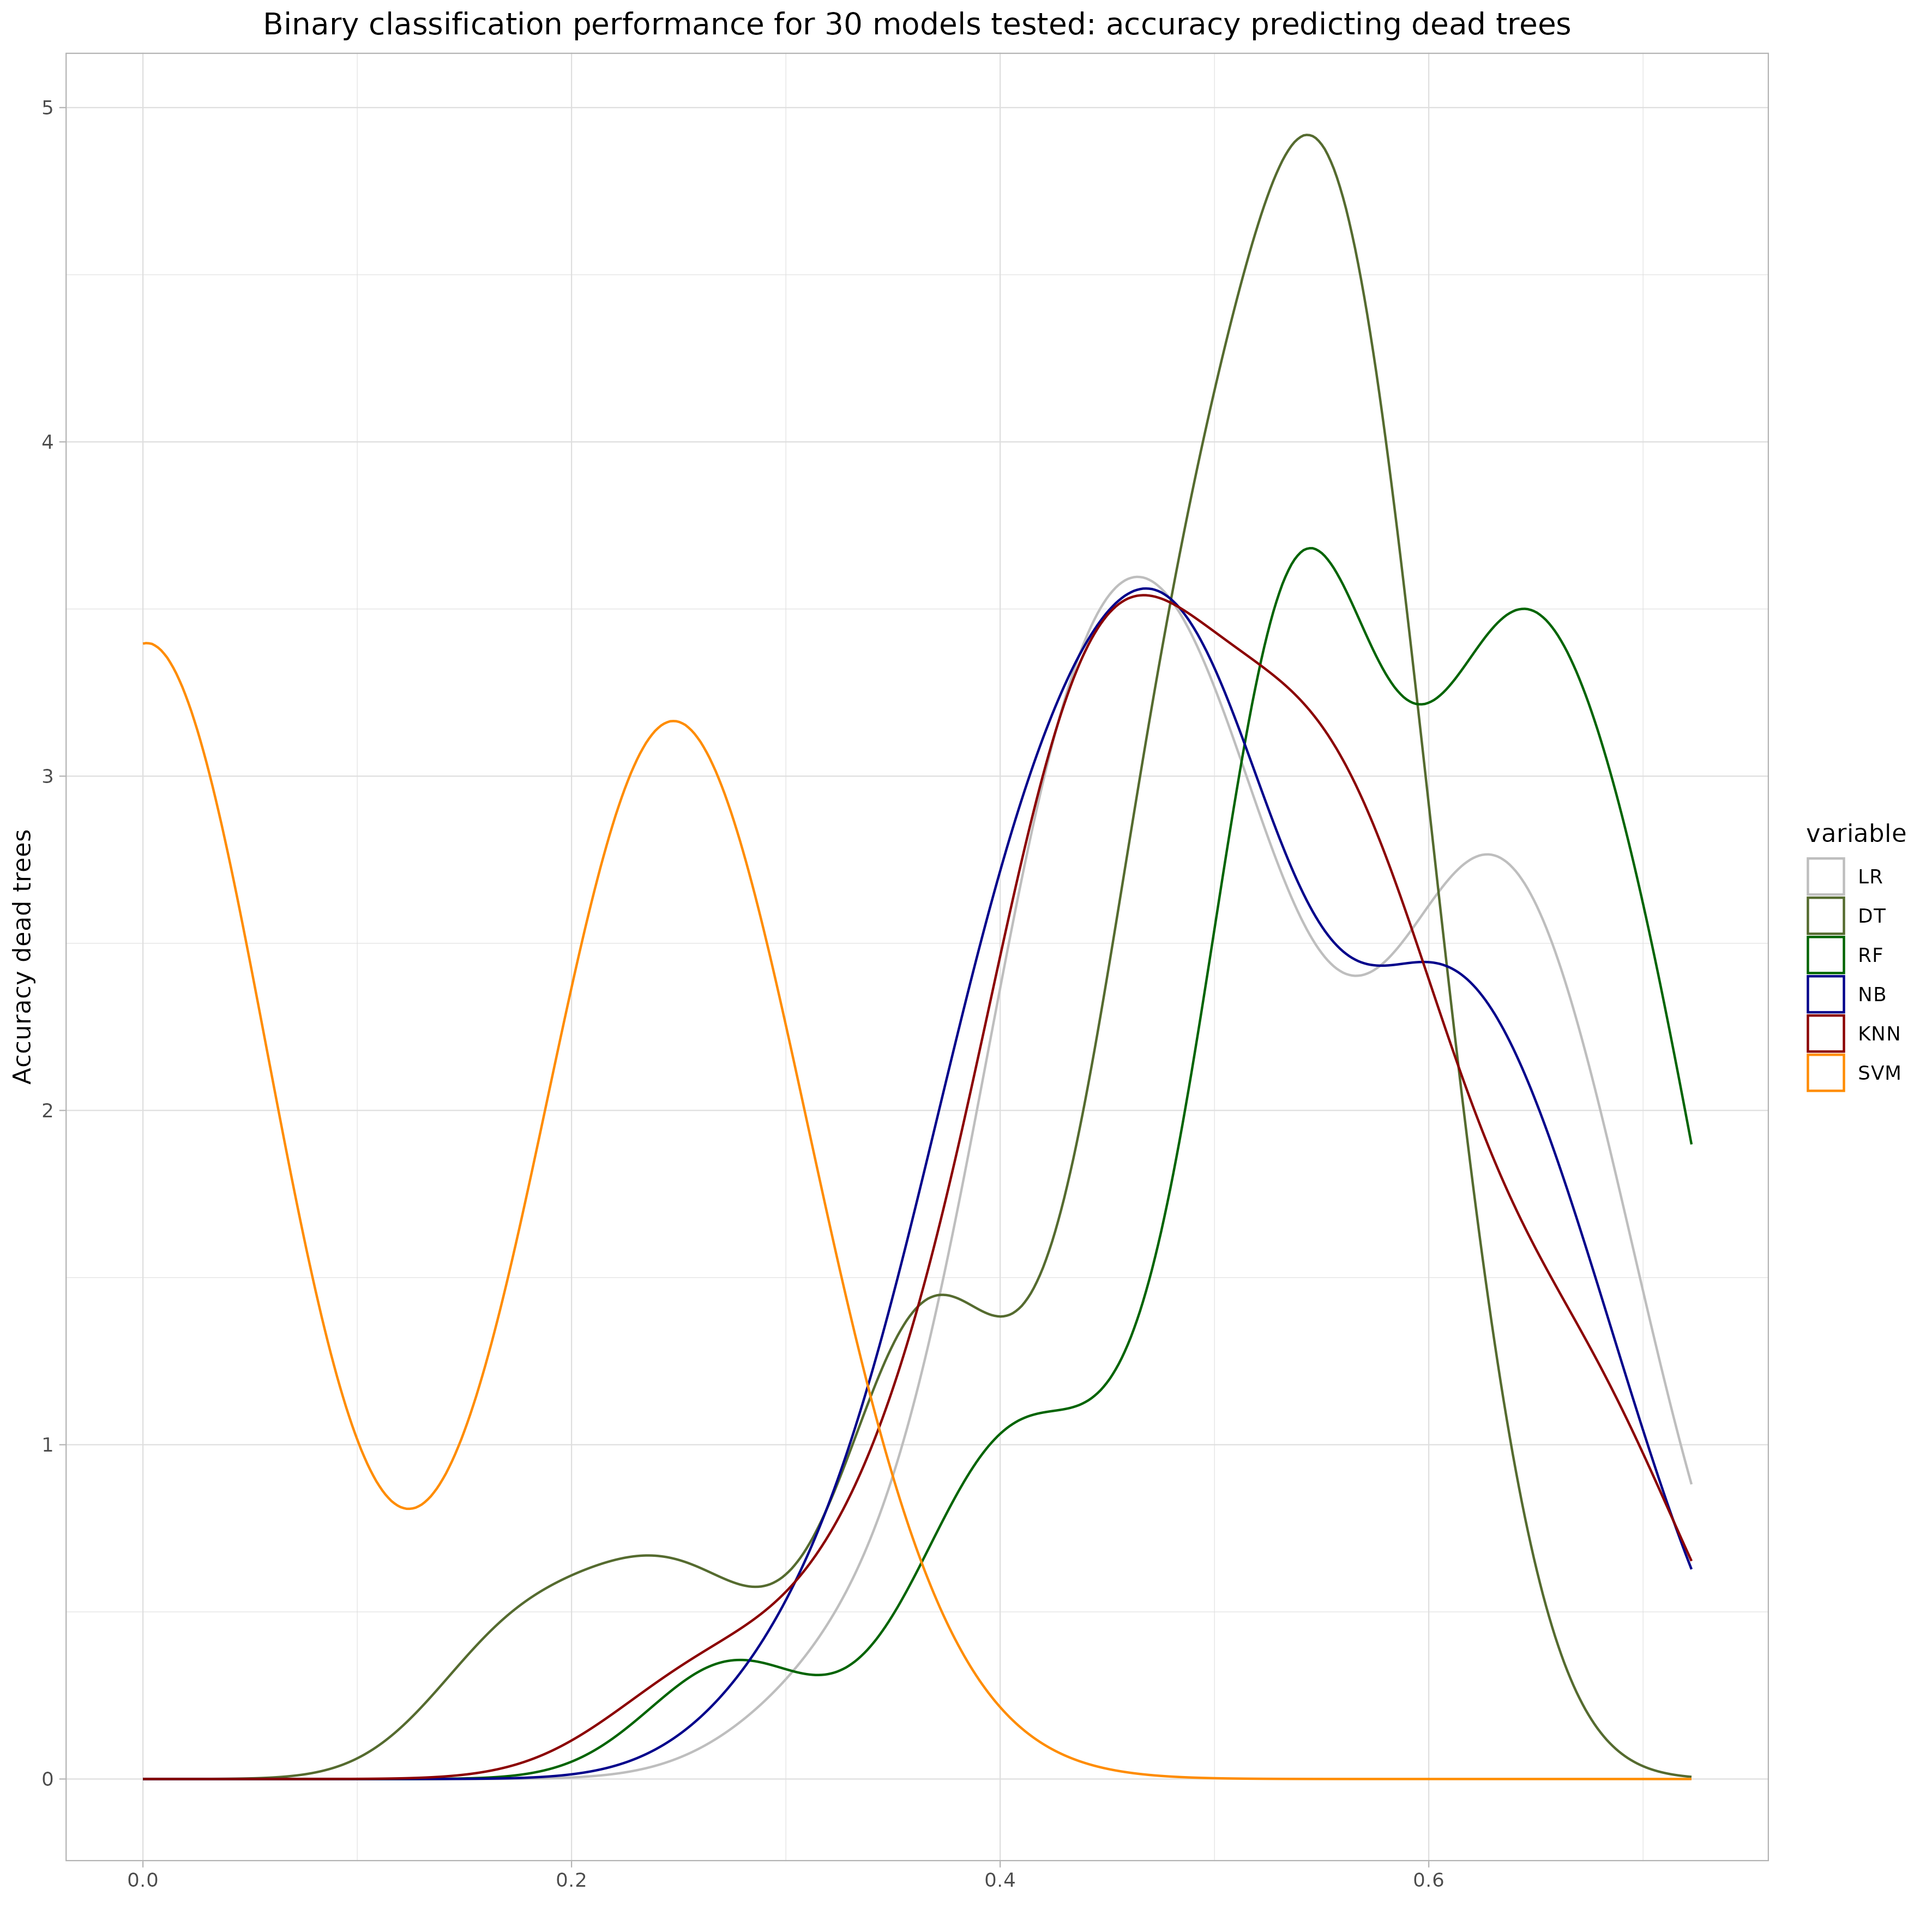 Binary classification performance for 30 models tested: accuracy predicting dead trees
Accuracy dead trees
5
4
3
2
1
0
0.0
0.2
0.4
0.6
variable
LR
DT
RF
NB
KNN
SVM